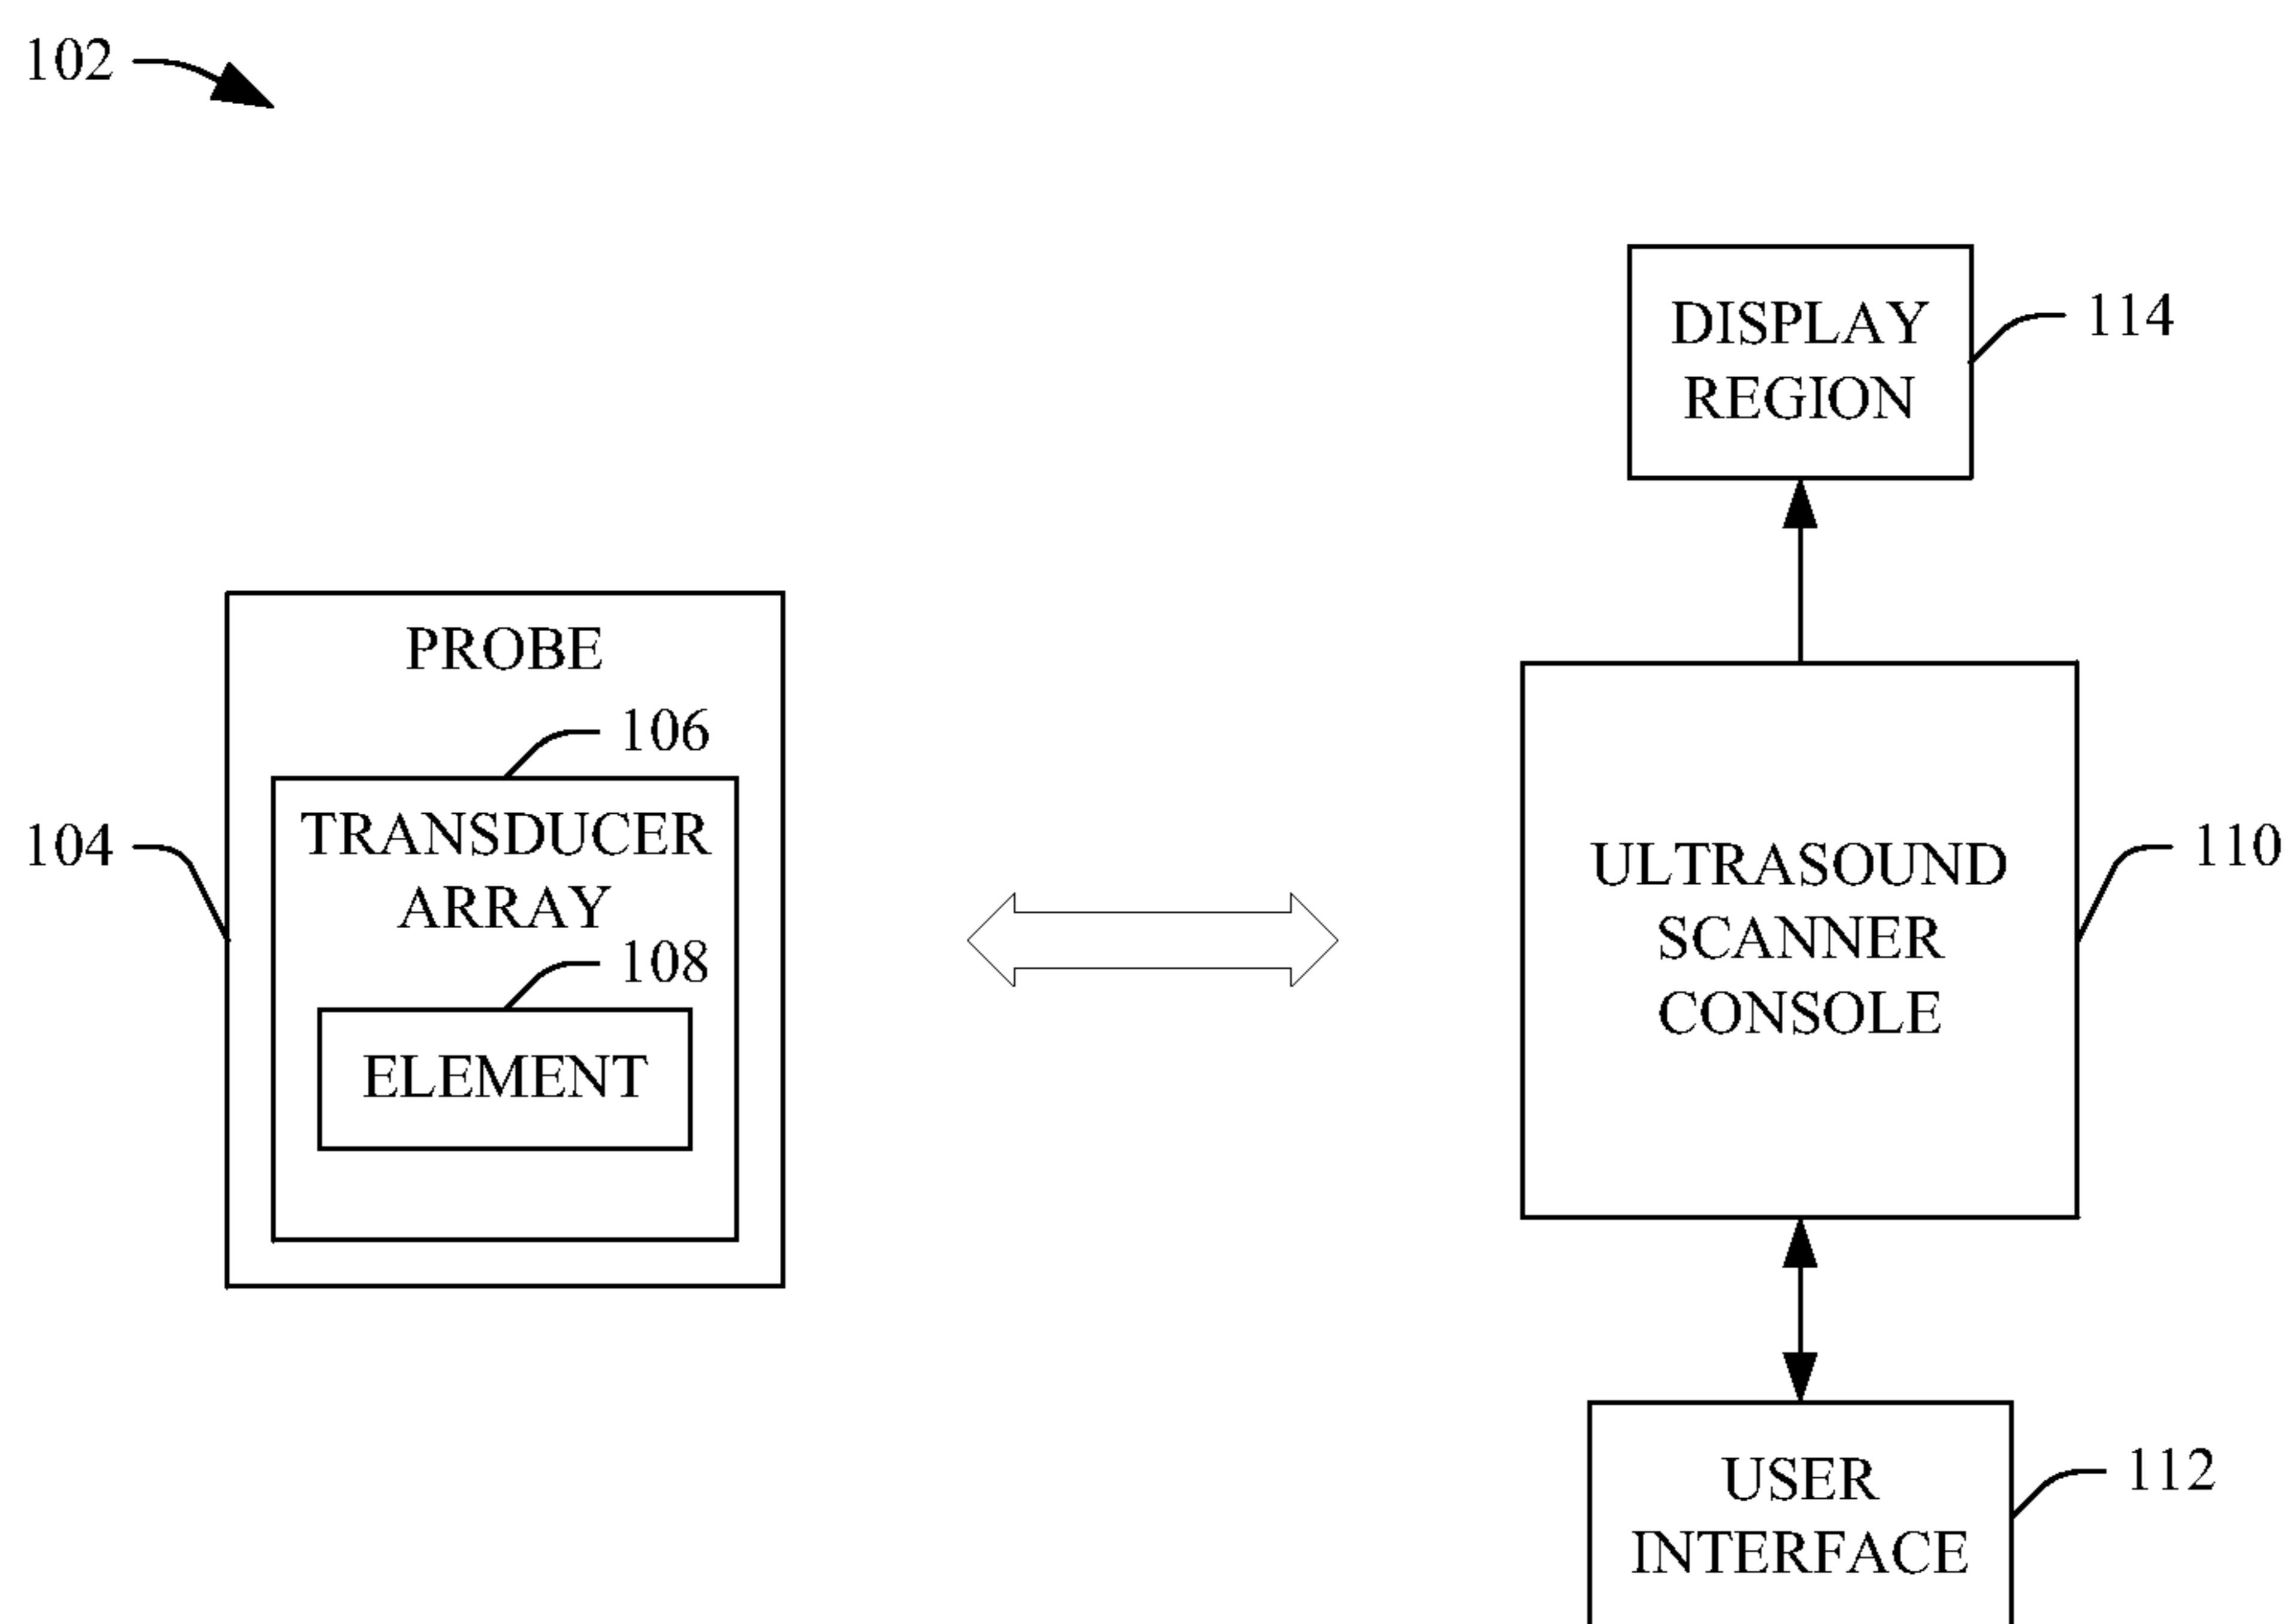 102
DISPLAY
REGION
114
PROBE
106
TRANSDUCER
ARRAY
104
108
ELEMENT
ULTRASOUND
SCANNER
CONSOLE
110
USER
INTERFACE
112